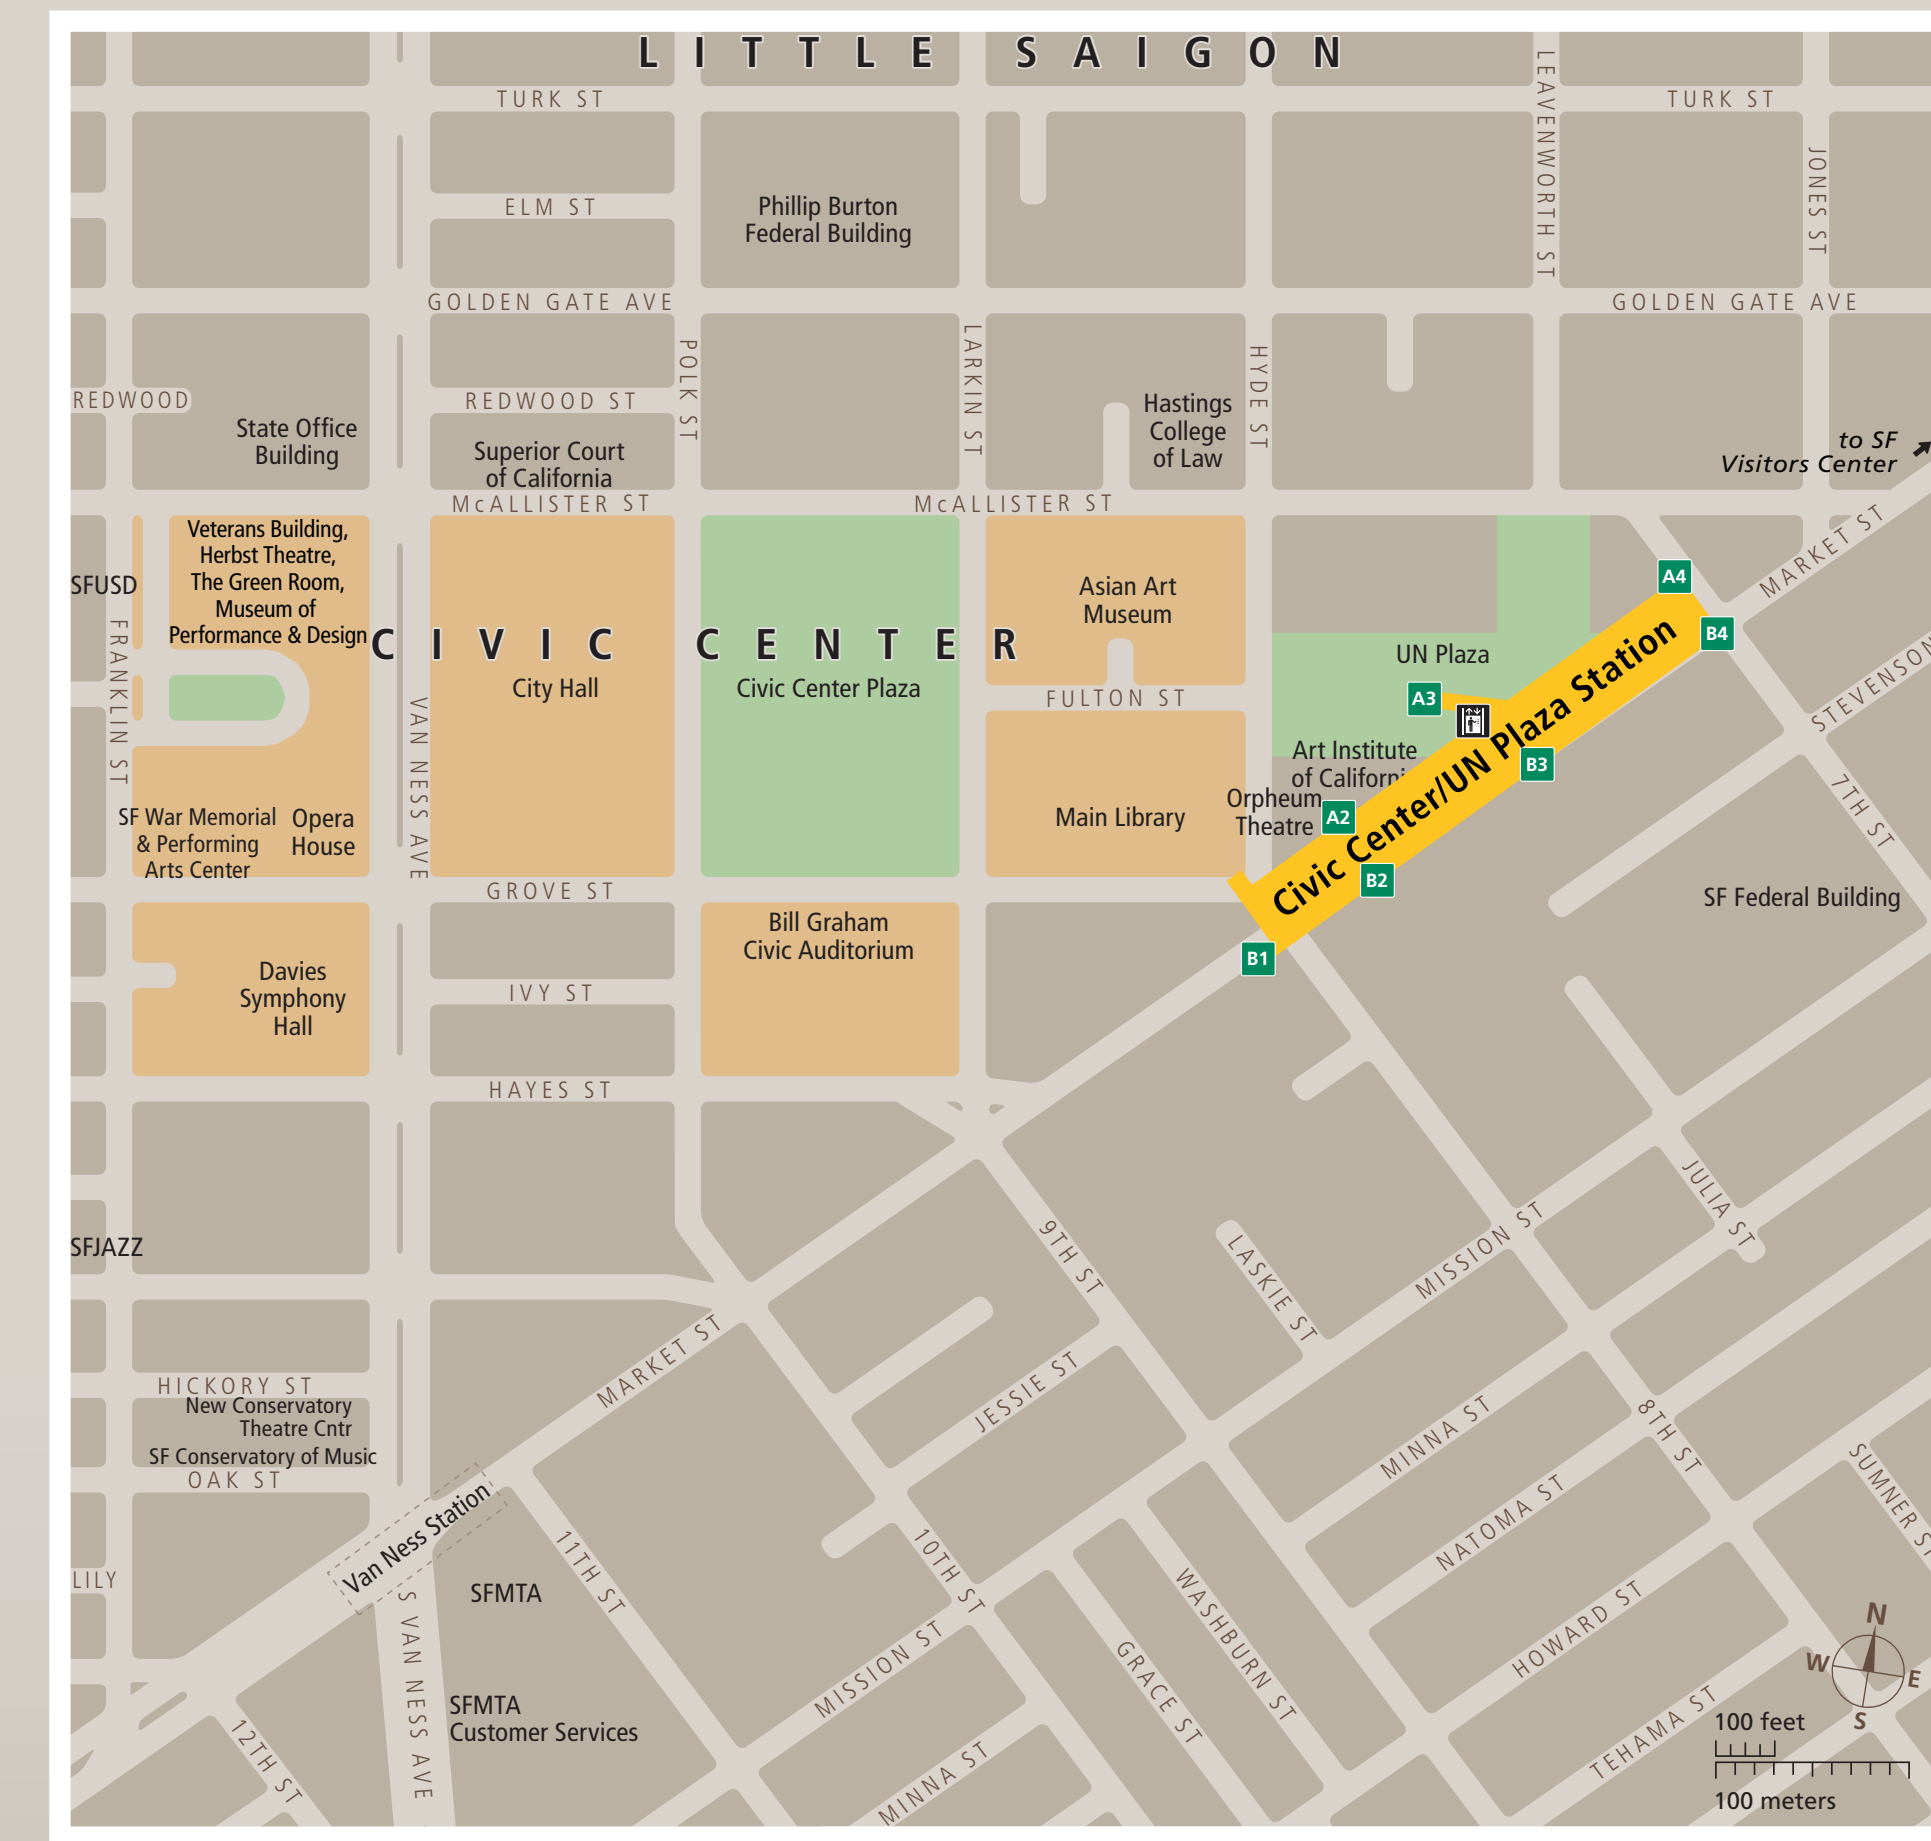 LITTLE SAIGON
TURK ST
TURK ST
LEAVENWORTH ST
JONES ST
ELM ST
Phillip Burton
Federal Building
GOLDEN GATE AVE
GOLDEN GATE AVE
POLK ST
LARKIN ST
HYDE ST
REDWOOD
REDWOOD ST
State Office
Building
Superior Court
of California
Hastings
College
of Law
to SF
Visitors Center
McALLISTER ST
McALLISTER ST
MARKET ST
SFUSD
Veterans Building,
Herbst Theatre,
The Green Room,
Museum of
Performance & Design
FRANKLIN ST
CIVIC CENTER
City Hall
Civic Center Plaza
Asian Art
Museum
FULTON ST
UN Plaza
A4
B4
A3
B3
Civic Center/UN Plaza Station
STEVENSON
VAN NESS AVE
Art Institute
of Californi
Orpheum
Theatre
A2
B2
B1
7TH ST
SF War Memorial
& Performing
Arts Center
Opera
House
Main Library
SF Federal Building
GROVE ST
Bill Graham
Civic Auditorium
Davies
Symphony
Hall
IVY ST
HAYES ST
SFJAZZ
9TH ST
LASKIE ST
MISSION ST
JULIA ST
MARKET ST
HICKORY ST
New Conservatory
Theatre Cntr
SF Conservatory of Music
OAK ST
JESSIE ST
MINNA ST
8TH ST
SUMNER ST
NATOMA ST
Van Ness Station
11TH ST
10TH ST
WASHBURN ST
HOWARD ST
LILY
S VAN NESS AVE
SFMTA
MISSION ST
GRACE ST
TEHAMA ST
N
W
E
S
SFMTA
Customer Services
12TH ST
MINNA ST
100 feet
100 meters